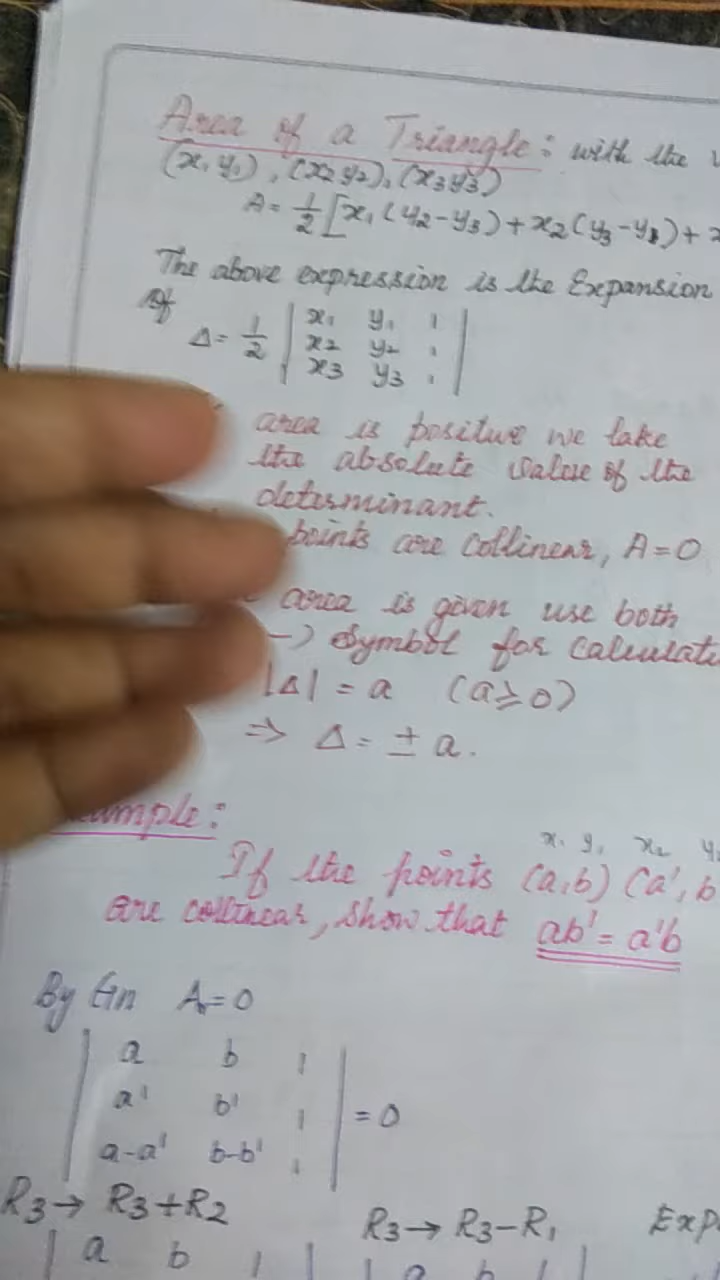 Area of a Triangle: with the
(x₁ y₁), (x₂ y₂), (x₃ y₃)
A = 1/2 [x₁ (y₂ - y₃) + x₂ (y₃ - y₁) +
The above expression is the Expansion
of
Δ = 1/2 | x₁ y₁ 1 |
| x₂ y₂ 1 |
| x₃ y₃ 1 |
area is positive we take
the absolute value of the
determinant.
points are collinear, A = 0
area is given use both
-) Symbol for
|Δ| = a (a ≥ 0)
⇒ Δ = ± a.
x₁ y₁ x₂
If the points (a, b) (a', b
are collinear, show that ab' = a'b
By Gn A = 0
| a b 1 |
| a' b' 1 | = 0
| a-a' b-b' 1 |
R₃ → R₃ + R₂ R₃ → R₃ - R₁
| a b 1 | | a b 1 |